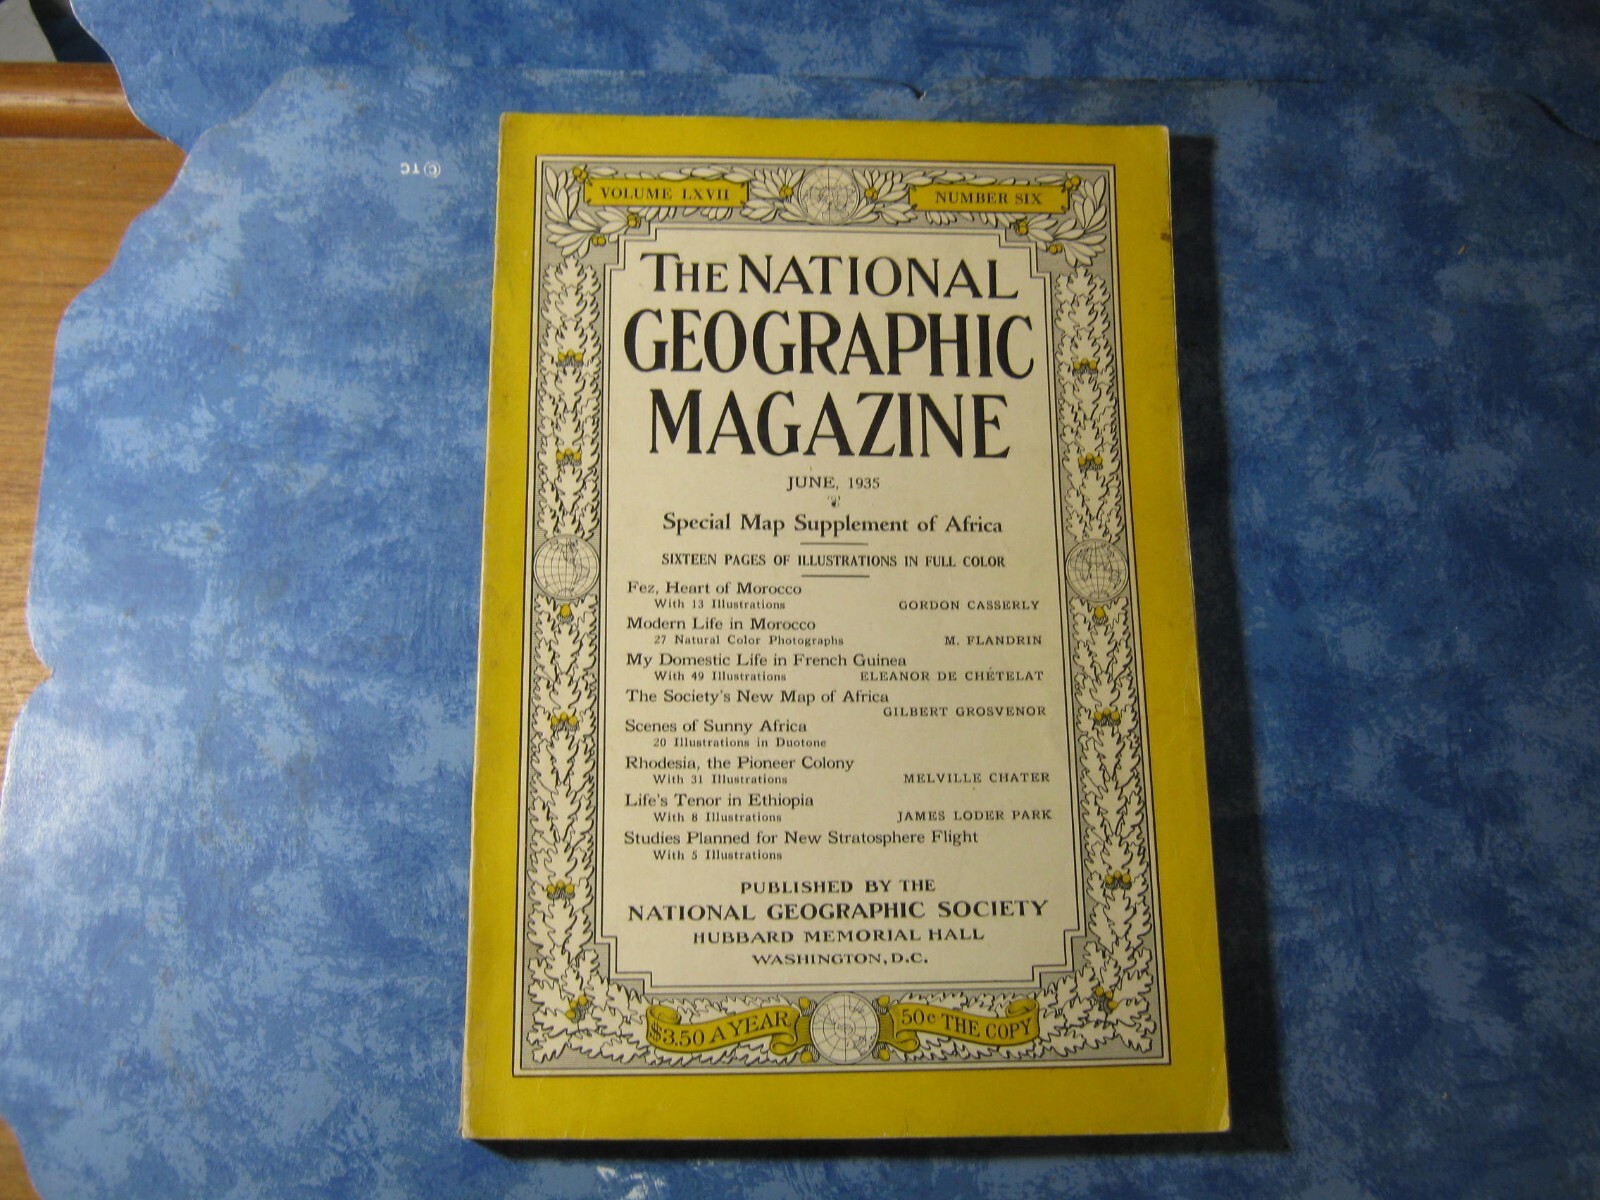 ©TC
VOLUME LXVII
NUMBER SIX
THE NATIONAL
GEOGRAPHIC
MAGAZINE
JUNE, 1935
Special Map Supplement of Africa
SIXTEEN PAGES OF ILLUSTRATIONS IN FULL COLOR
Fez, Heart of Morocco
With 13 Illustrations GORDON CASSERLY
Modern Life in Morocco
27 Natural Color Photographs M. FLANDRIN
My Domestic Life in French Guinea
With 49 Illustrations ELEANOR DE CHÉTELAT
The Society's New Map of Africa
GILBERT GROSVENOR
Scenes of Sunny Africa
20 Illustrations in Duotone
Rhodesia, the Pioneer Colony
With 31 Illustrations MELVILLE CHATER
Life's Tenor in Ethiopia
With 8 Illustrations JAMES LODER PARK
Studies Planned for New Stratosphere Flight
With 5 Illustrations
PUBLISHED BY THE
NATIONAL GEOGRAPHIC SOCIETY
HUBBARD MEMORIAL HALL
WASHINGTON, D.C.
$3.50 A YEAR
50c THE COPY